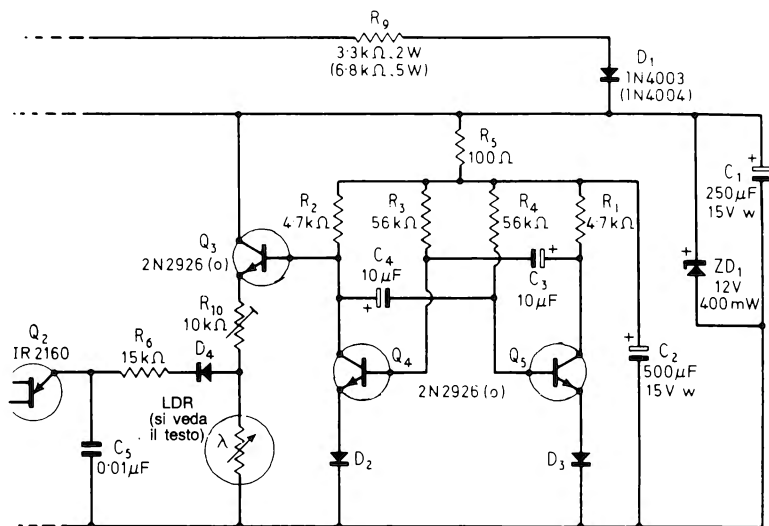 R9
3·3kΩ.2W
(6·8kΩ.5W)
D1
1N4003
(1N4004)
R5
100Ω
R2
4·7kΩ
R3
56kΩ
R4
56kΩ
R1
4·7kΩ
+
C1
250µF
15V w
Q3
2N2926(o)
C4
10µF
+
+
C3
10µF
+
ZD1
12V
400mW
R10
10kΩ
Q2
IR2160
R6
15kΩ
D4
Q4
Q5
2N2926(o)
+
C2
500µF
15V w
LDR
(si veda
il testo)
λ
C5
0·01µF
D2
D3